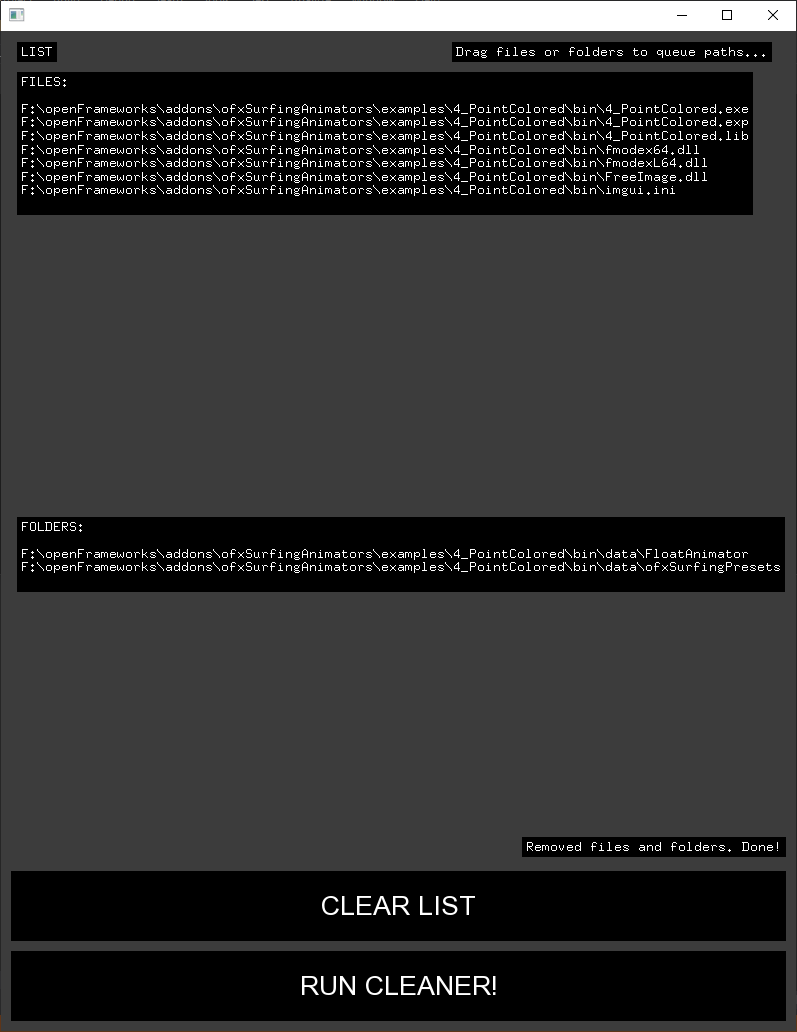 LIST
Drag files or folders to queue paths...
FILES:
F:\openFrameworks\addons\ofxSurfingAnimators\examples\4_PointColored\bin\4_PointColored.exe
F:\openFrameworks\addons\ofxSurfingAnimators\examples\4_PointColored\bin\4_PointColored.exp
F:\openFrameworks\addons\ofxSurfingAnimators\examples\4_PointColored\bin\4_PointColored.lib
F:\openFrameworks\addons\ofxSurfingAnimators\examples\4_PointColored\bin\fmodex64.dll
F:\openFrameworks\addons\ofxSurfingAnimators\examples\4_PointColored\bin\fmodexL64.dll
F:\openFrameworks\addons\ofxSurfingAnimators\examples\4_PointColored\bin\FreeImage.dll
F:\openFrameworks\addons\ofxSurfingAnimators\examples\4_PointColored\bin\imgui.ini
FOLDERS:
F:\openFrameworks\addons\ofxSurfingAnimators\examples\4_PointColored\bin\data\FloatAnimator
F:\openFrameworks\addons\ofxSurfingAnimators\examples\4_PointColored\bin\data\ofxSurfingPresets
Removed files and folders. Done!
CLEAR LIST
RUN CLEANER!